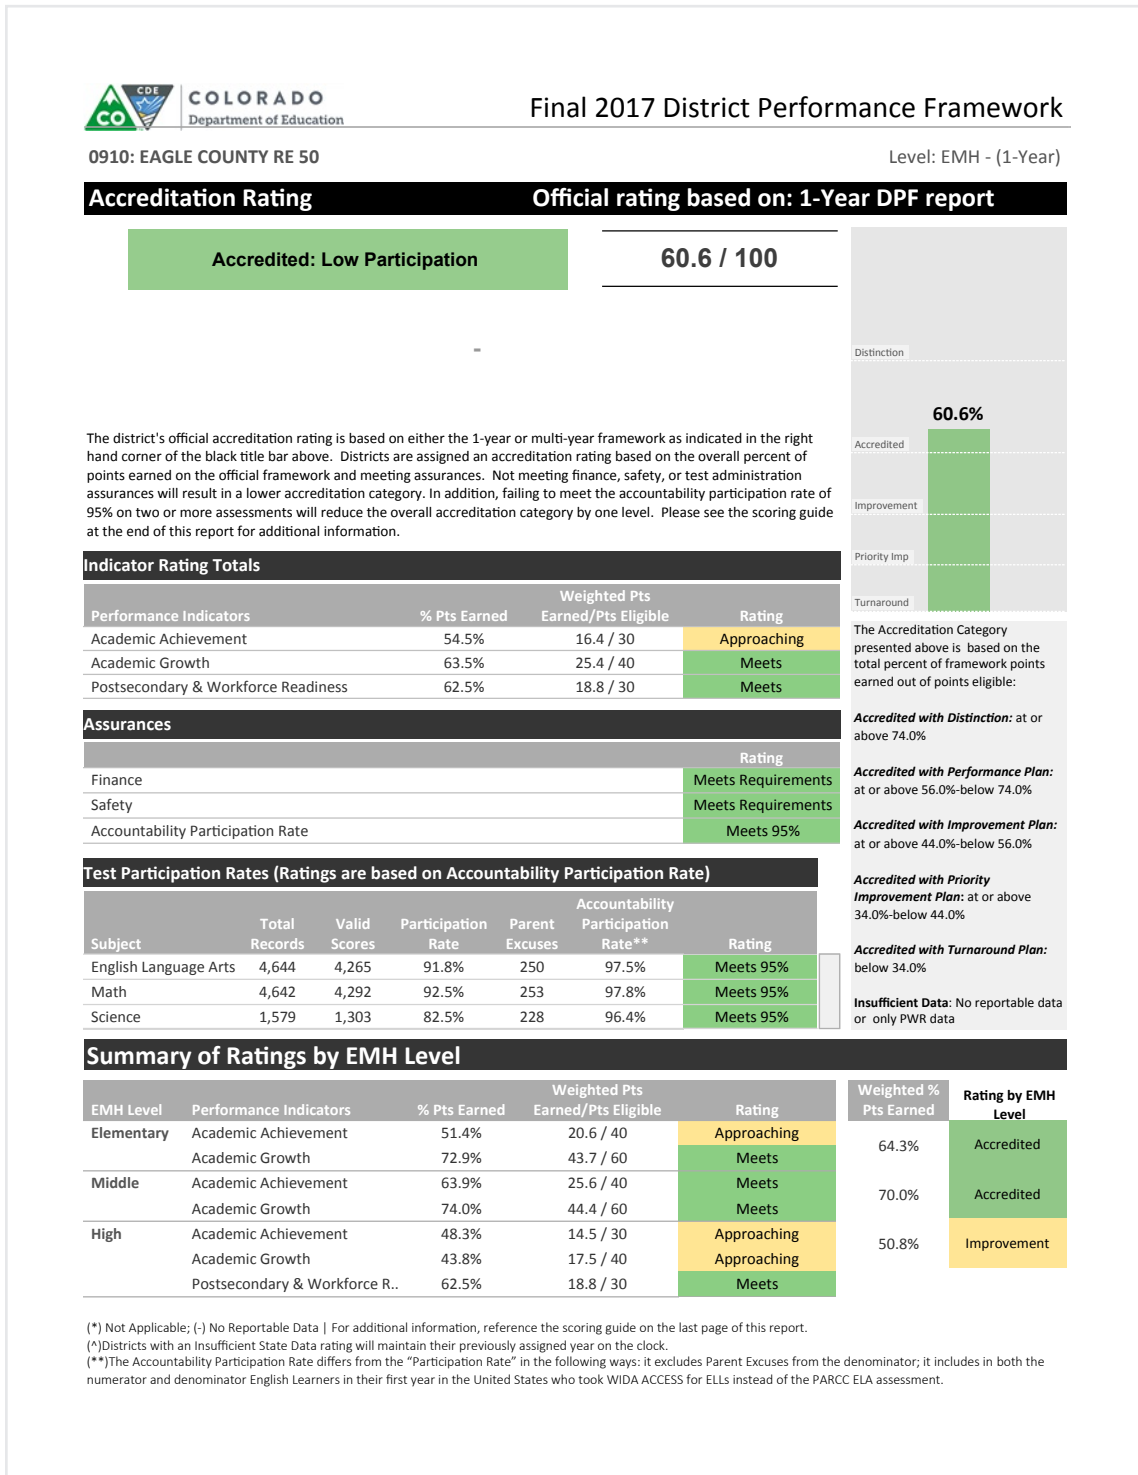 CO
CDE
COLORADO
Department of Education
Final 2017 District Performance Framework
0910: EAGLE COUNTY RE 50
Level: EMH - (1-Year)
Accreditation Rating Official rating based on: 1-Year DPF report
Accredited: Low Participation
60.6 / 100
-
The district's official accreditation rating is based on either the 1-year or multi-year framework as indicated in the right
hand corner of the black title bar above. Districts are assigned an accreditation rating based on the overall percent of
points earned on the official framework and meeting assurances. Not meeting finance, safety, or test administration
assurances will result in a lower accreditation category. In addition, failing to meet the accountability participation rate of
95% on two or more assessments will reduce the overall accreditation category by one level. Please see the scoring guide
at the end of this report for additional information.
Distinction
60.6%
Accredited
Improvement
Priority Imp
Turnaround
Indicator Rating Totals
Performance Indicators % Pts Earned Weighted Pts Earned/Pts Eligible Rating
Academic Achievement 54.5% 16.4 / 30 Approaching
Academic Growth 63.5% 25.4 / 40 Meets
Postsecondary & Workforce Readiness 62.5% 18.8 / 30 Meets
Assurances
Rating
Finance Meets Requirements
Safety Meets Requirements
Accountability Participation Rate Meets 95%
Test Participation Rates (Ratings are based on Accountability Participation Rate)
Subject Total Records Valid Scores Participation Rate Parent Excuses Accountability Participation Rate** Rating
English Language Arts 4,644 4,265 91.8% 250 97.5% Meets 95%
Math 4,642 4,292 92.5% 253 97.8% Meets 95%
Science 1,579 1,303 82.5% 228 96.4% Meets 95%
The Accreditation Category
presented above is based on the
total percent of framework points
earned out of points eligible:
Accredited with Distinction: at or
above 74.0%
Accredited with Performance Plan:
at or above 56.0%-below 74.0%
Accredited with Improvement Plan:
at or above 44.0%-below 56.0%
Accredited with Priority
Improvement Plan: at or above
34.0%-below 44.0%
Accredited with Turnaround Plan:
below 34.0%
Insufficient Data: No reportable data
or only PWR data
Summary of Ratings by EMH Level
EMH Level Performance Indicators % Pts Earned Weighted Pts Earned/Pts Eligible Rating Weighted % Pts Earned Rating by EMH Level
Elementary Academic Achievement 51.4% 20.6 / 40 Approaching
64.3% Accredited
Academic Growth 72.9% 43.7 / 60 Meets
Middle Academic Achievement 63.9% 25.6 / 40 Meets
70.0% Accredited
Academic Growth 74.0% 44.4 / 60 Meets
High Academic Achievement 48.3% 14.5 / 30 Approaching
50.8% Improvement
Academic Growth 43.8% 17.5 / 40 Approaching
Postsecondary & Workforce R.. 62.5% 18.8 / 30 Meets
(*) Not Applicable; (-) No Reportable Data | For additional information, reference the scoring guide on the last page of this report.
(^)Districts with an Insufficient State Data rating will maintain their previously assigned year on the clock.
(**)The Accountability Participation Rate differs from the “Participation Rate” in the following ways: it excludes Parent Excuses from the denominator; it includes in both the
numerator and denominator English Learners in their first year in the United States who took WIDA ACCESS for ELLs instead of the PARCC ELA assessment.